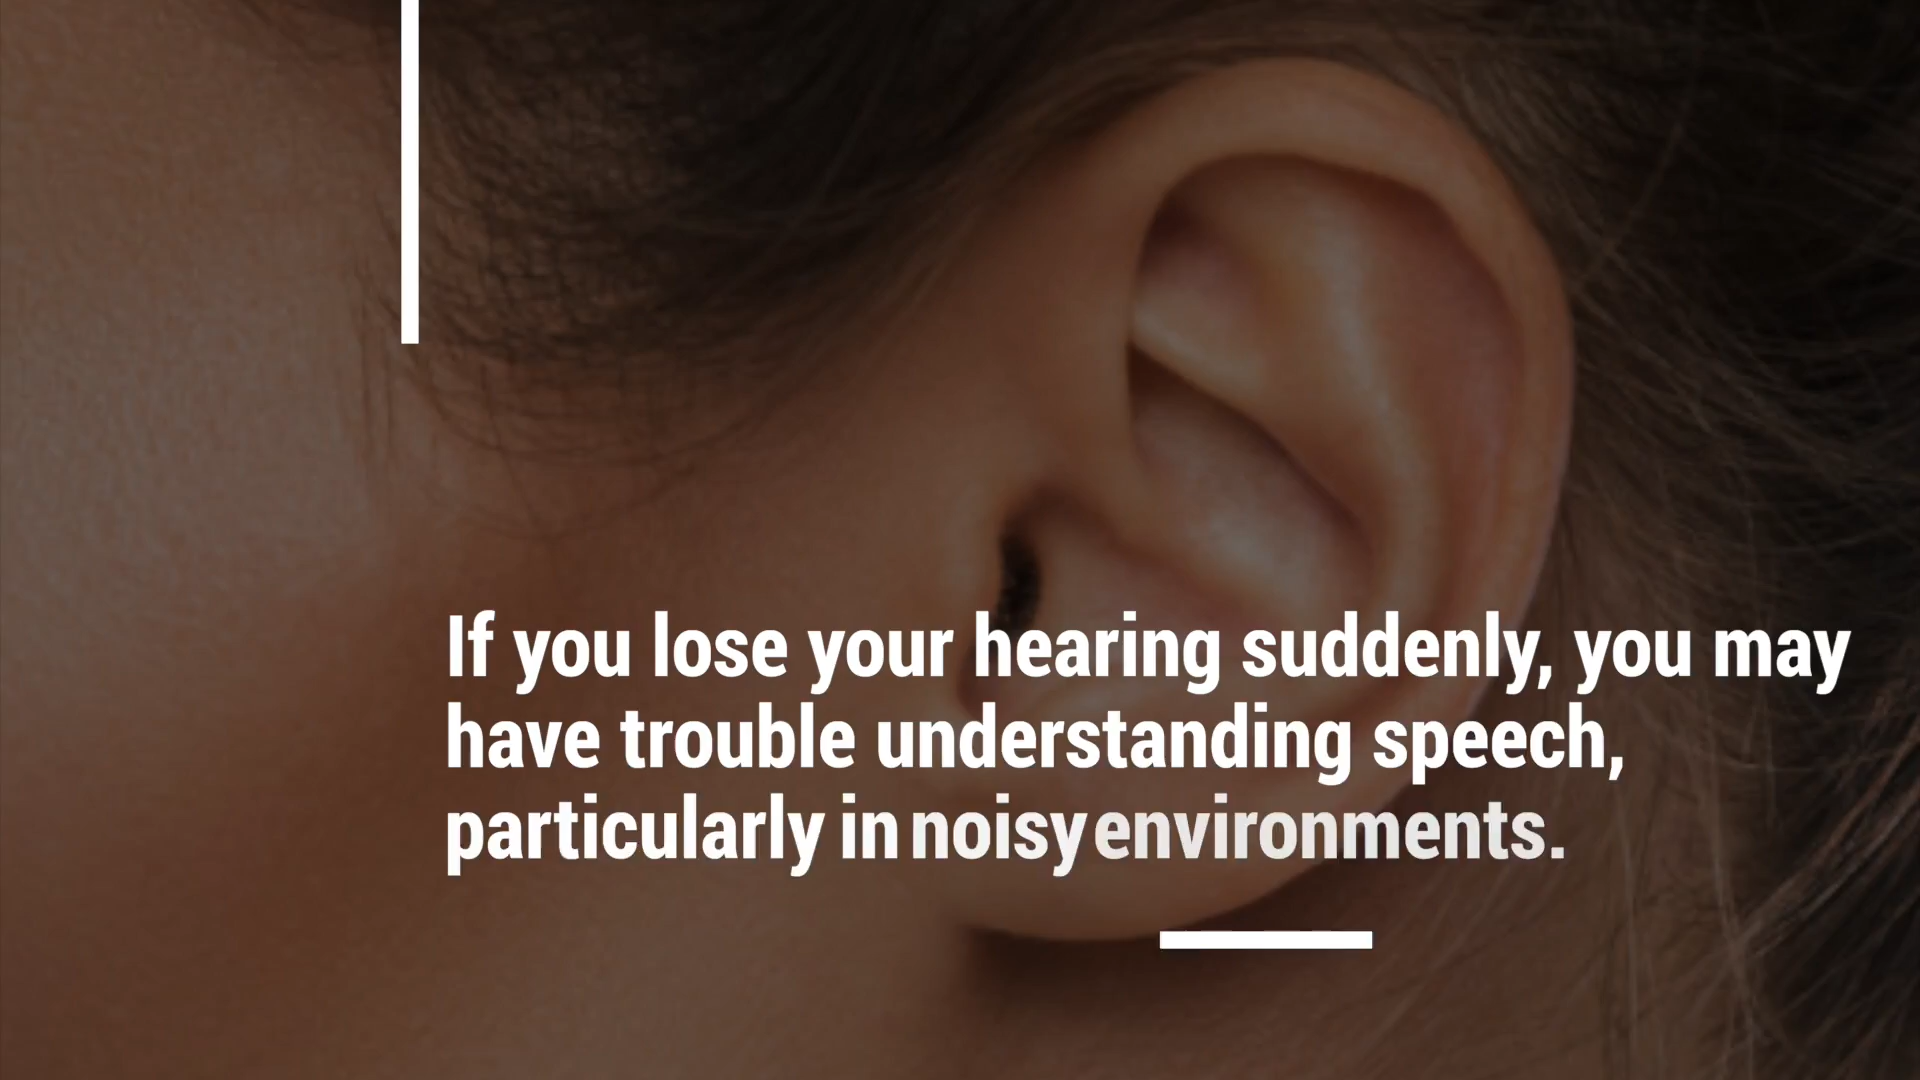 If you lose your hearing suddenly, you may
have trouble understanding speech,
particularly in noisy environments.